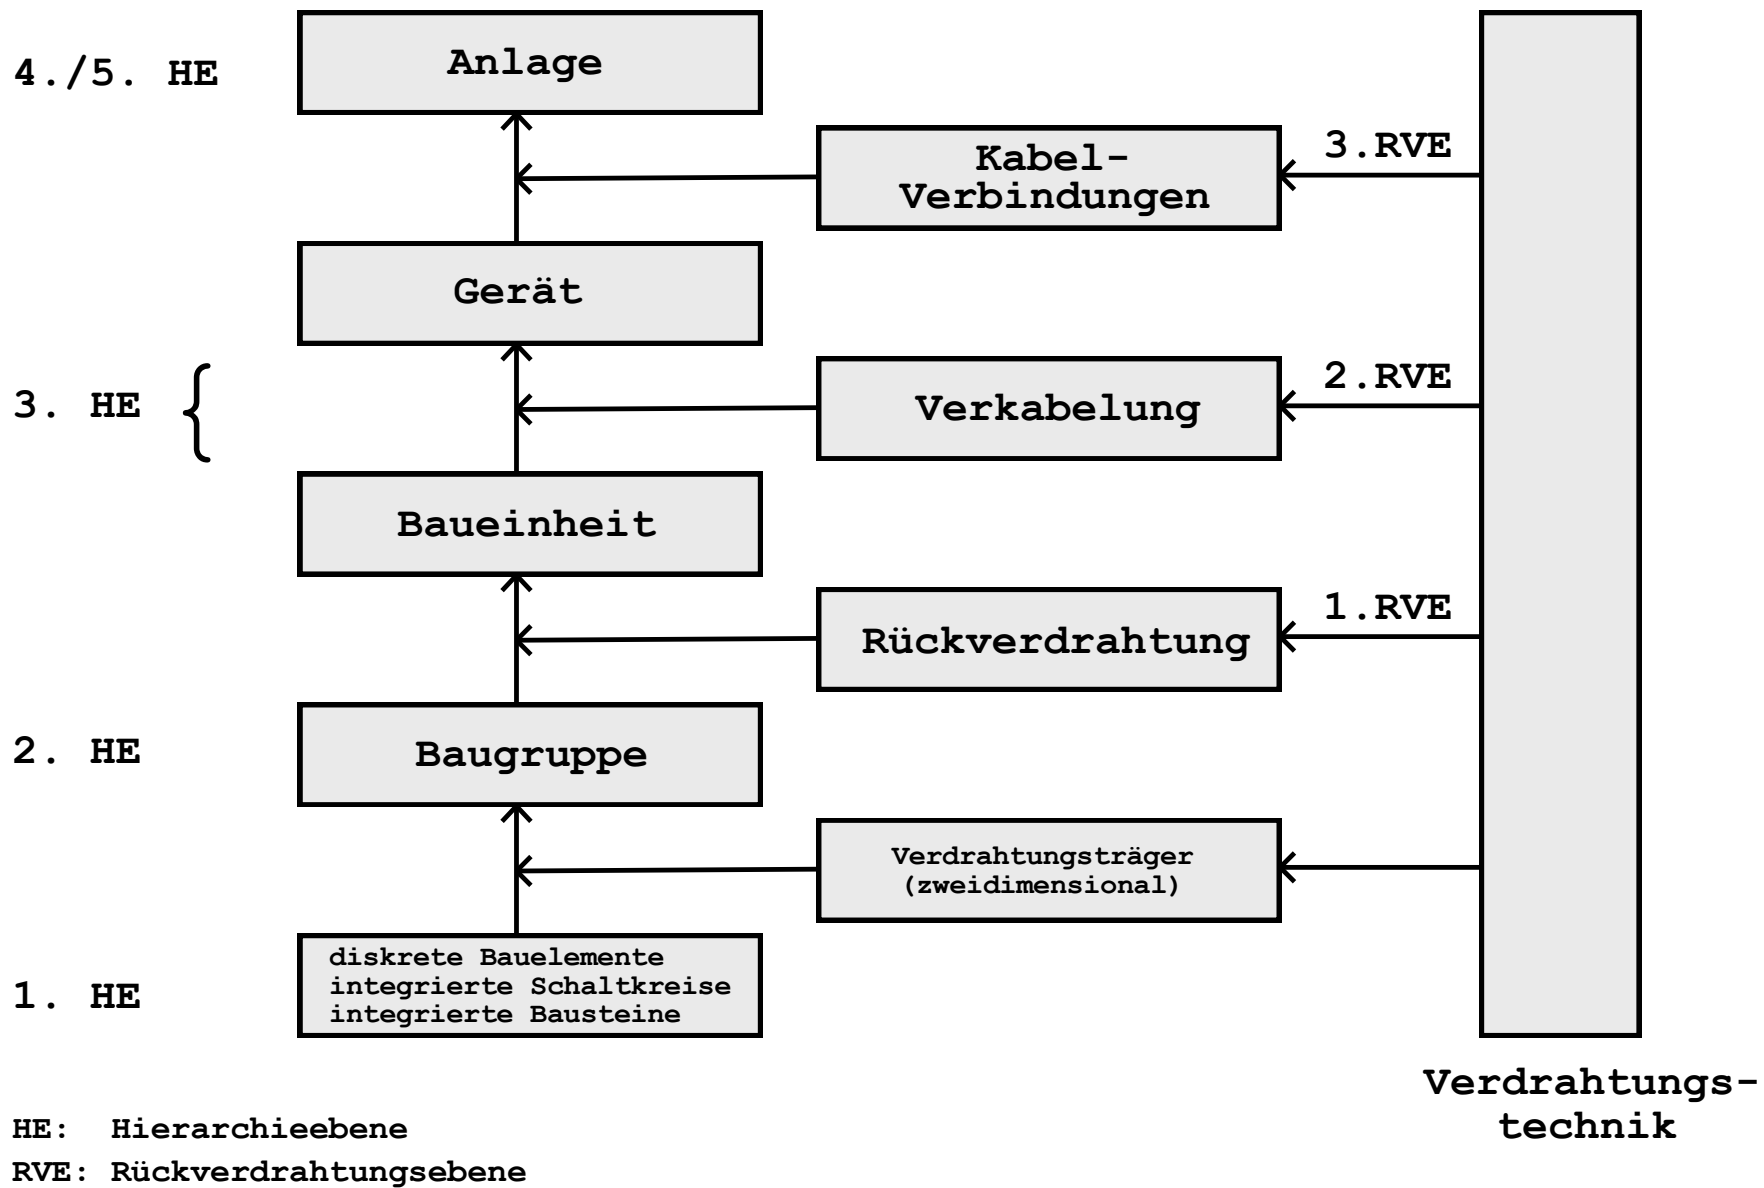 4./5. HE
Anlage
3.RVE
Kabel-
Verbindungen
Gerät
2.RVE
3. HE
Verkabelung
Baueinheit
1.RVE
Rückverdrahtung
2. HE
Baugruppe
Verdrahtungsträger
(zweidimensional)
1. HE
diskrete Bauelemente
integrierte Schaltkreise
integrierte Bausteine
Verdrahtungs-
technik
HE: Hierarchieebene
RVE: Rückverdrahtungsebene